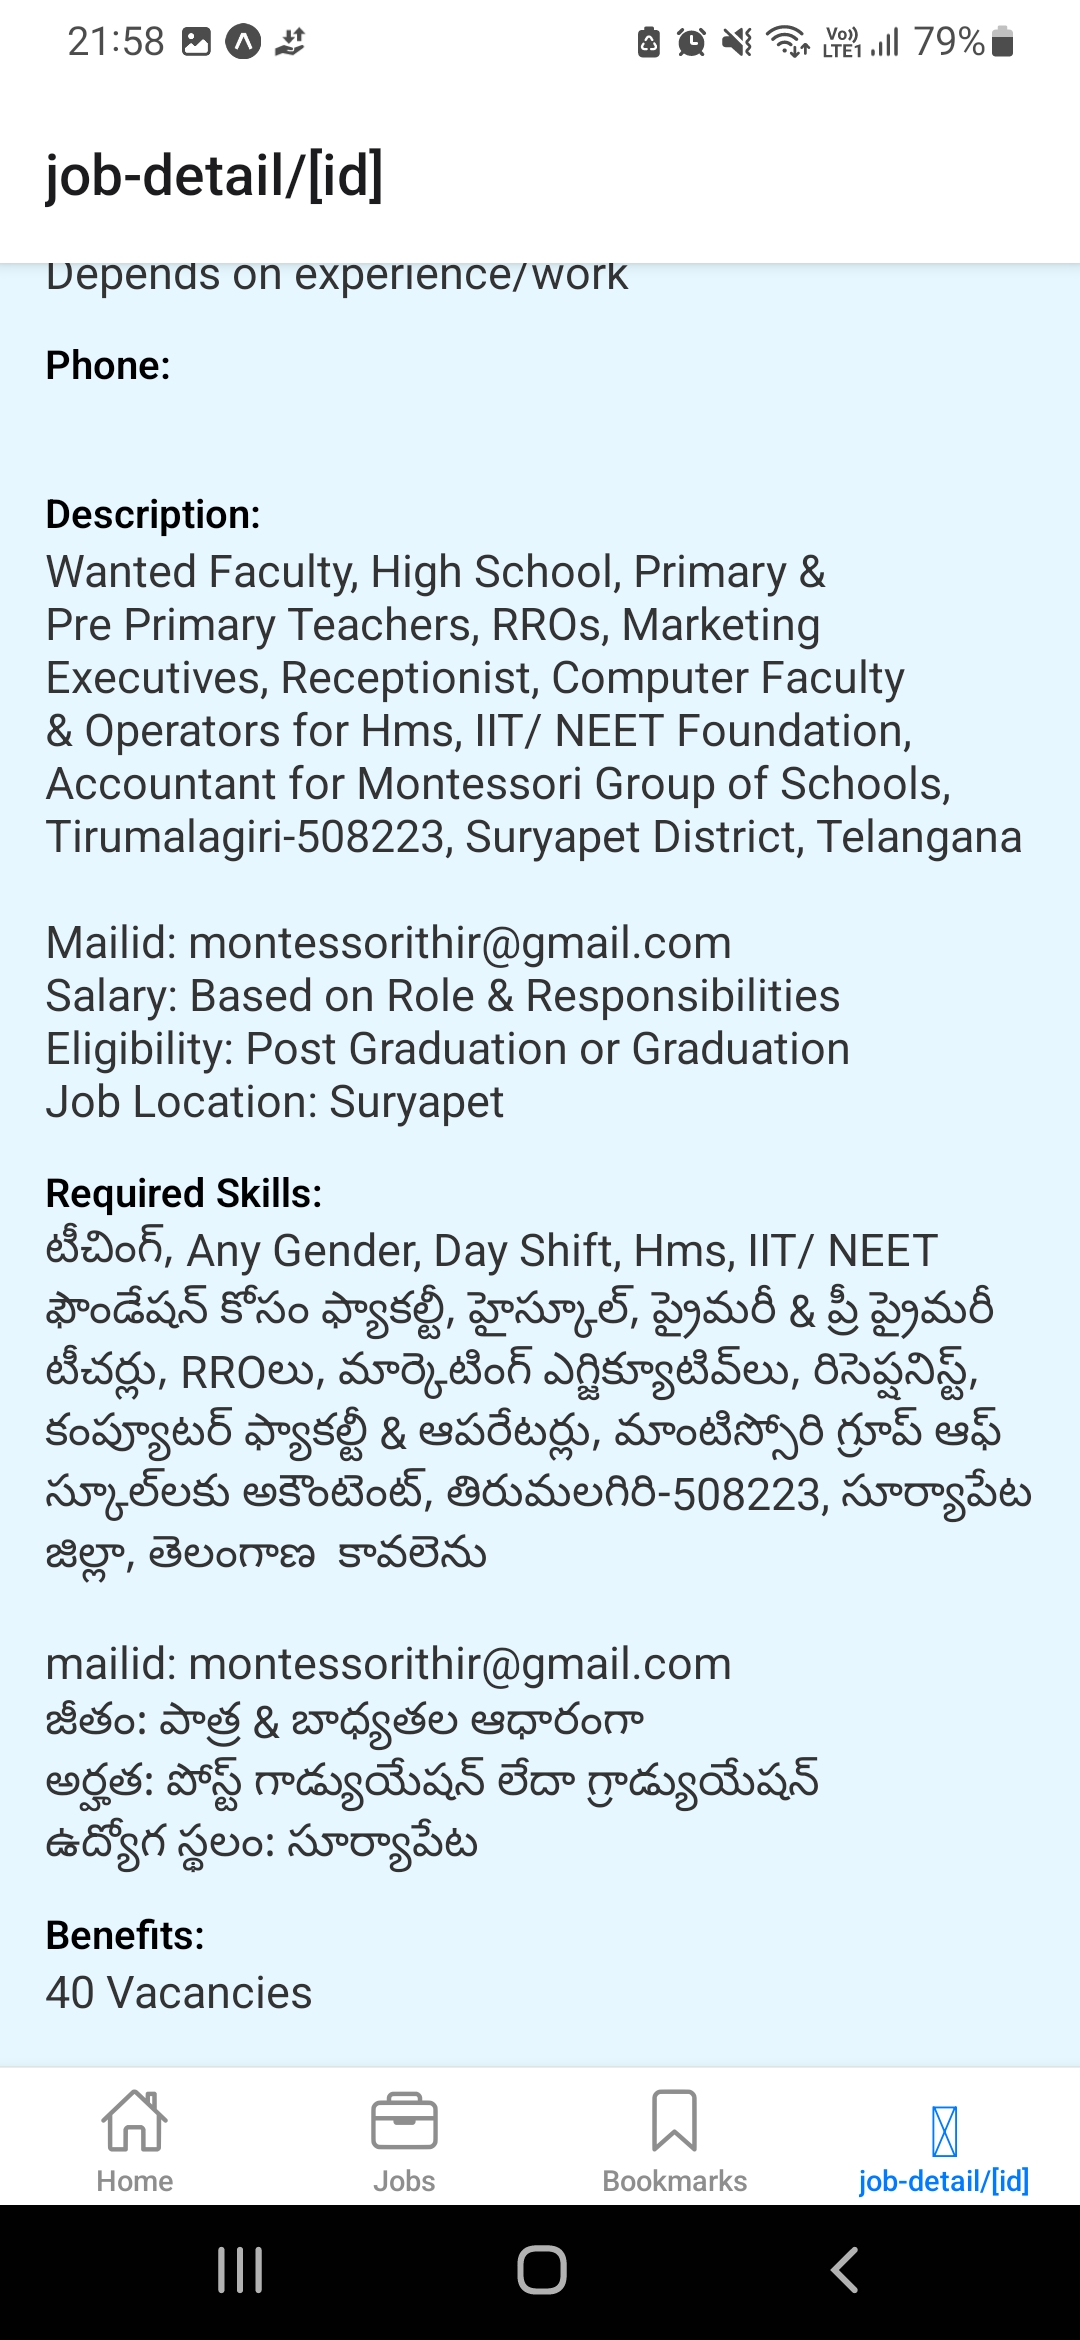 21:58
Vo))
LTE1
79%
job-detail/[id]
Depends on experience/work
Phone:
Description:
Wanted Faculty, High School, Primary &
Pre Primary Teachers, RROs, Marketing
Executives, Receptionist, Computer Faculty
& Operators for Hms, IIT/ NEET Foundation,
Accountant for Montessori Group of Schools,
Tirumalagiri-508223, Suryapet District, Telangana
Mailid: montessorithir@gmail.com
Salary: Based on Role & Responsibilities
Eligibility: Post Graduation or Graduation
Job Location: Suryapet
Required Skills:
టీచింగ్, Any Gender, Day Shift, Hms, IIT/ NEET
ఫౌండేషన్ కోసం ఫ్యాకల్టీ, హైస్కూల్, ప్రైమరీ & ప్రీ ప్రైమరీ
టీచర్లు, RROలు, మార్కెటింగ్ ఎగ్జిక్యూటివ్‌లు, రిసెప్షనిస్ట్,
కంప్యూటర్ ఫ్యాకల్టీ & ఆపరేటర్లు, మాంటిస్సోరి గ్రూప్ ఆఫ్
స్కూల్‌లకు అకౌంటెంట్, తిరుమలగిరి-508223, సూర్యాపేట
జిల్లా, తెలంగాణ  కావలెను
mailid: montessorithir@gmail.com
జీతం: పాత్ర & బాధ్యతల ఆధారంగా
అర్హత: పోస్ట్ గాడ్యుయేషన్ లేదా గ్రాడ్యుయేషన్
ఉద్యోగ స్థలం: సూర్యాపేట
Benefits:
40 Vacancies
Home
Jobs
Bookmarks
job-detail/[id]